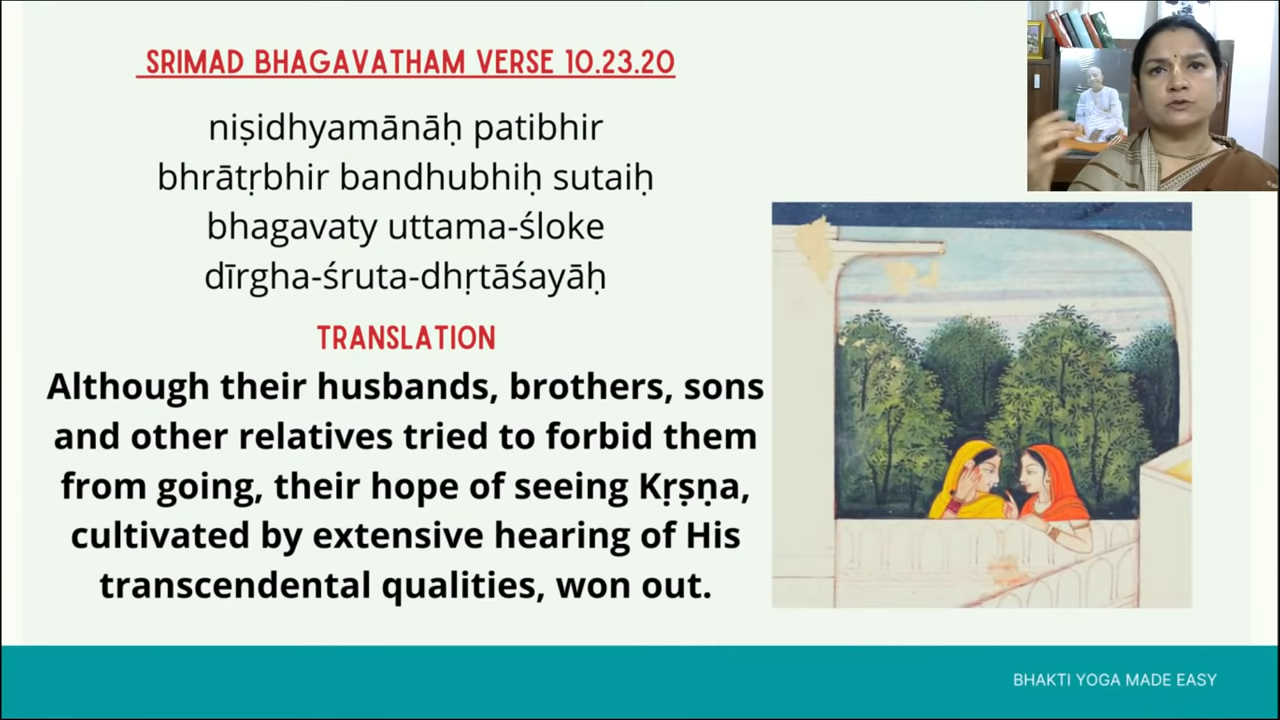 SRIMAD BHAGAVATHAM VERSE 10.23.20
niṣidhyamānāḥ patibhir
bhrātṛbhir bandhubhiḥ sutaiḥ
bhagavaty uttama-śloke
dīrgha-śruta-dhṛtāśayāḥ
TRANSLATION
Although their husbands, brothers, sons
and other relatives tried to forbid them
from going, their hope of seeing Kṛṣṇa,
cultivated by extensive hearing of His
transcendental qualities, won out.
BHAKTI YOGA MADE EASY